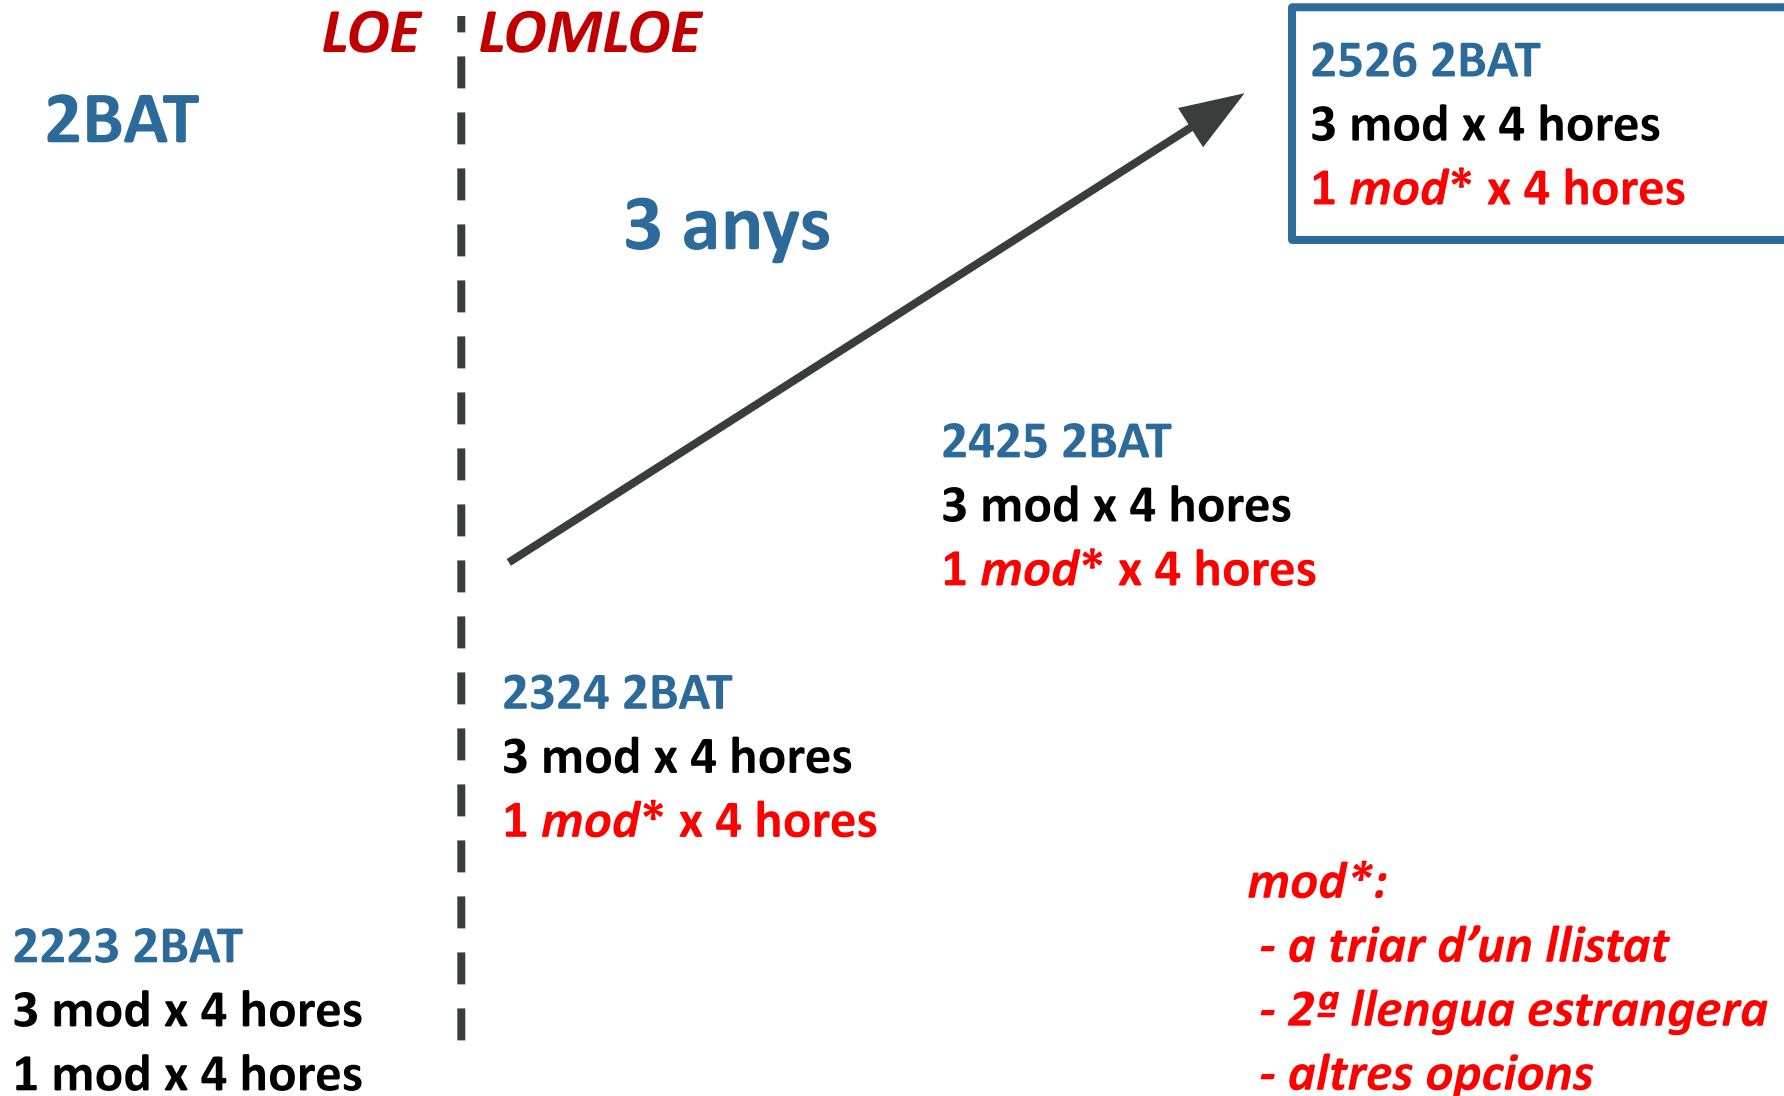 LOE LOMLOE
2BAT
3 anys
2526 2BAT
3 mod x 4 hores
1 mod* x 4 hores
2425 2BAT
3 mod x 4 hores
1 mod* x 4 hores
2324 2BAT
3 mod x 4 hores
1 mod* x 4 hores
2223 2BAT
3 mod x 4 hores
1 mod x 4 hores
mod*:
- a triar d’un llistat
- 2ª llengua estrangera
- altres opcions